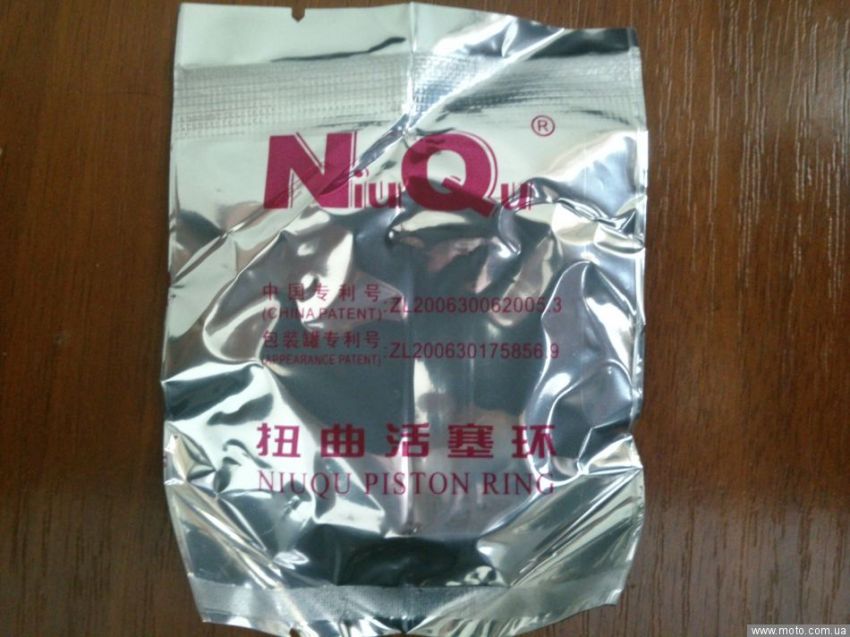 NiuQu ®
中国专利号
(CHINA PATENT):ZL200630062005.3
包装罐专利号
(APPEARANCE PATENT):ZL200630175856.9
扭曲活塞环
NIUQU PISTON RING
www.moto.com.ua